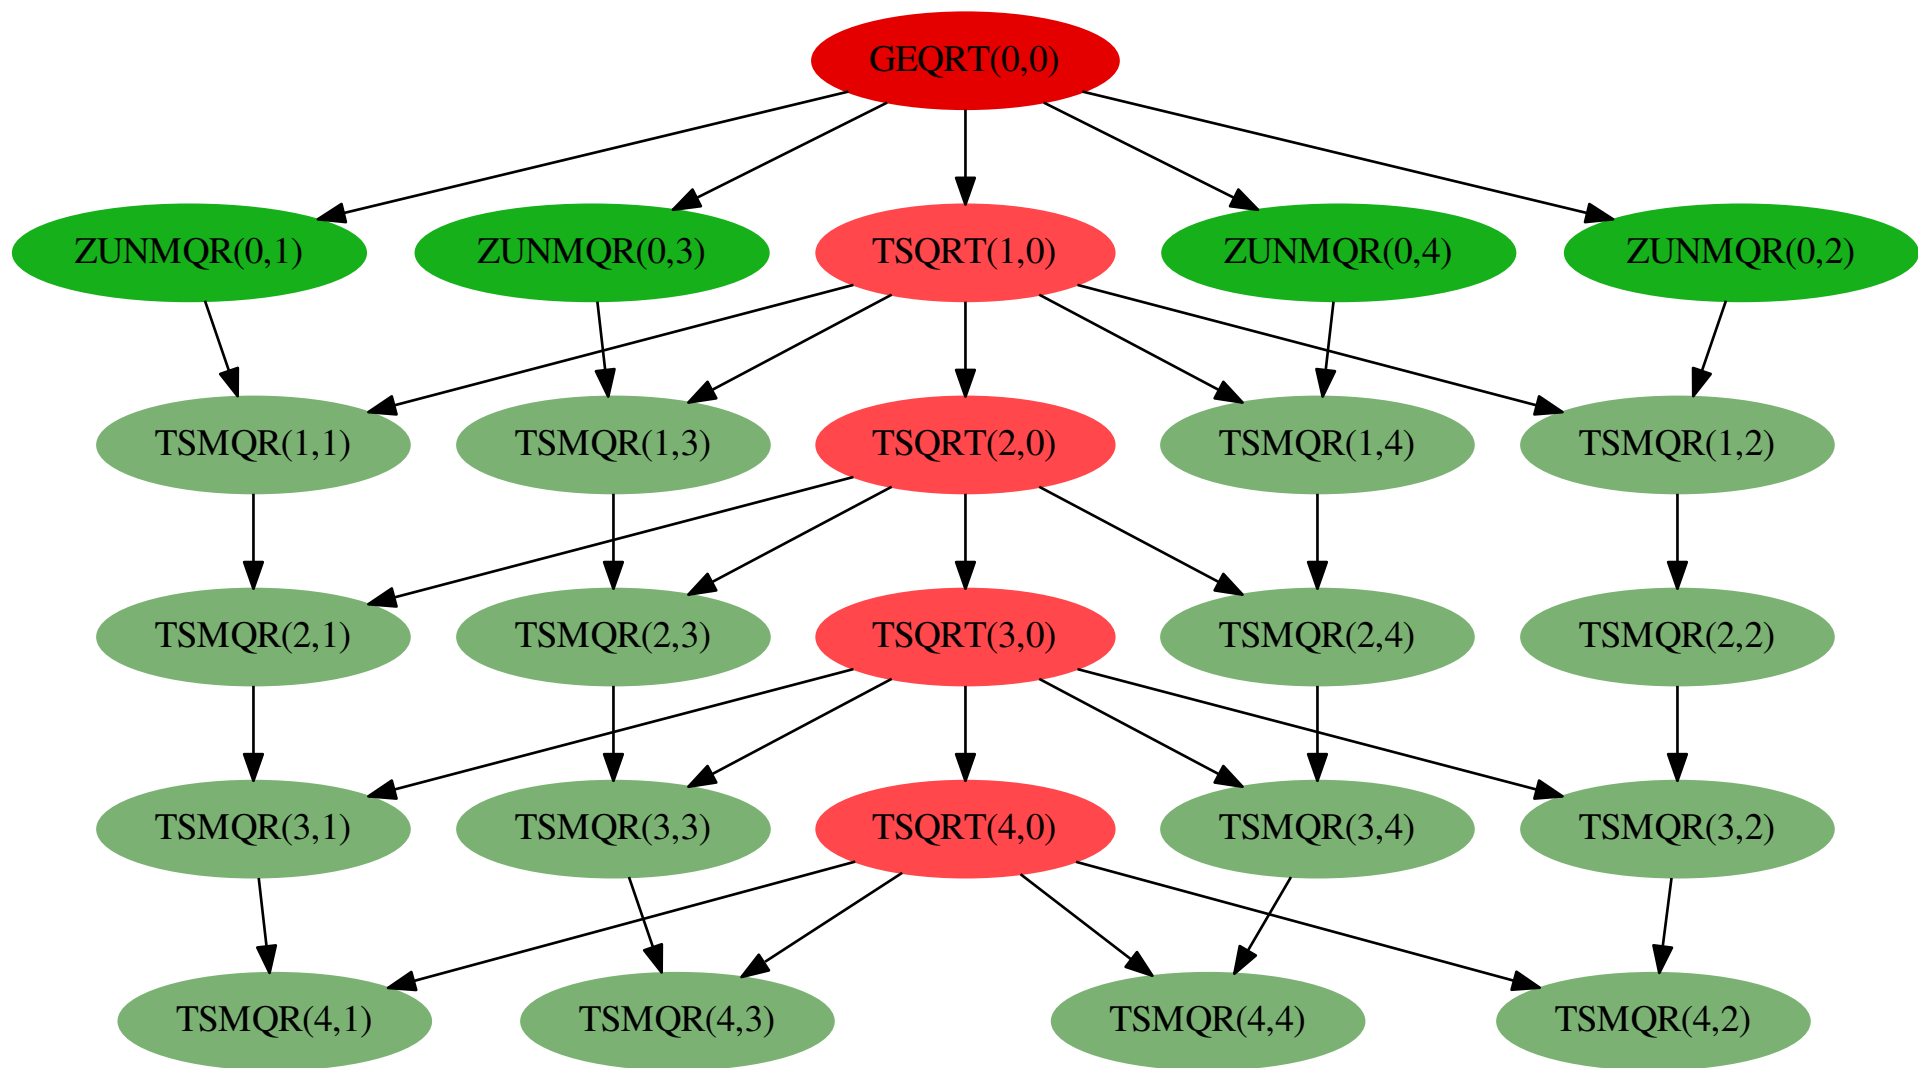 GEQRT(0,0)
ZUNMQR(0,1)
ZUNMQR(0,3)
TSQRT(1,0)
ZUNMQR(0,4)
ZUNMQR(0,2)
TSMQR(1,1)
TSMQR(1,3)
TSQRT(2,0)
TSMQR(1,4)
TSMQR(1,2)
TSMQR(2,1)
TSMQR(2,3)
TSQRT(3,0)
TSMQR(2,4)
TSMQR(2,2)
TSMQR(3,1)
TSMQR(3,3)
TSQRT(4,0)
TSMQR(3,4)
TSMQR(3,2)
TSMQR(4,1)
TSMQR(4,3)
TSMQR(4,4)
TSMQR(4,2)